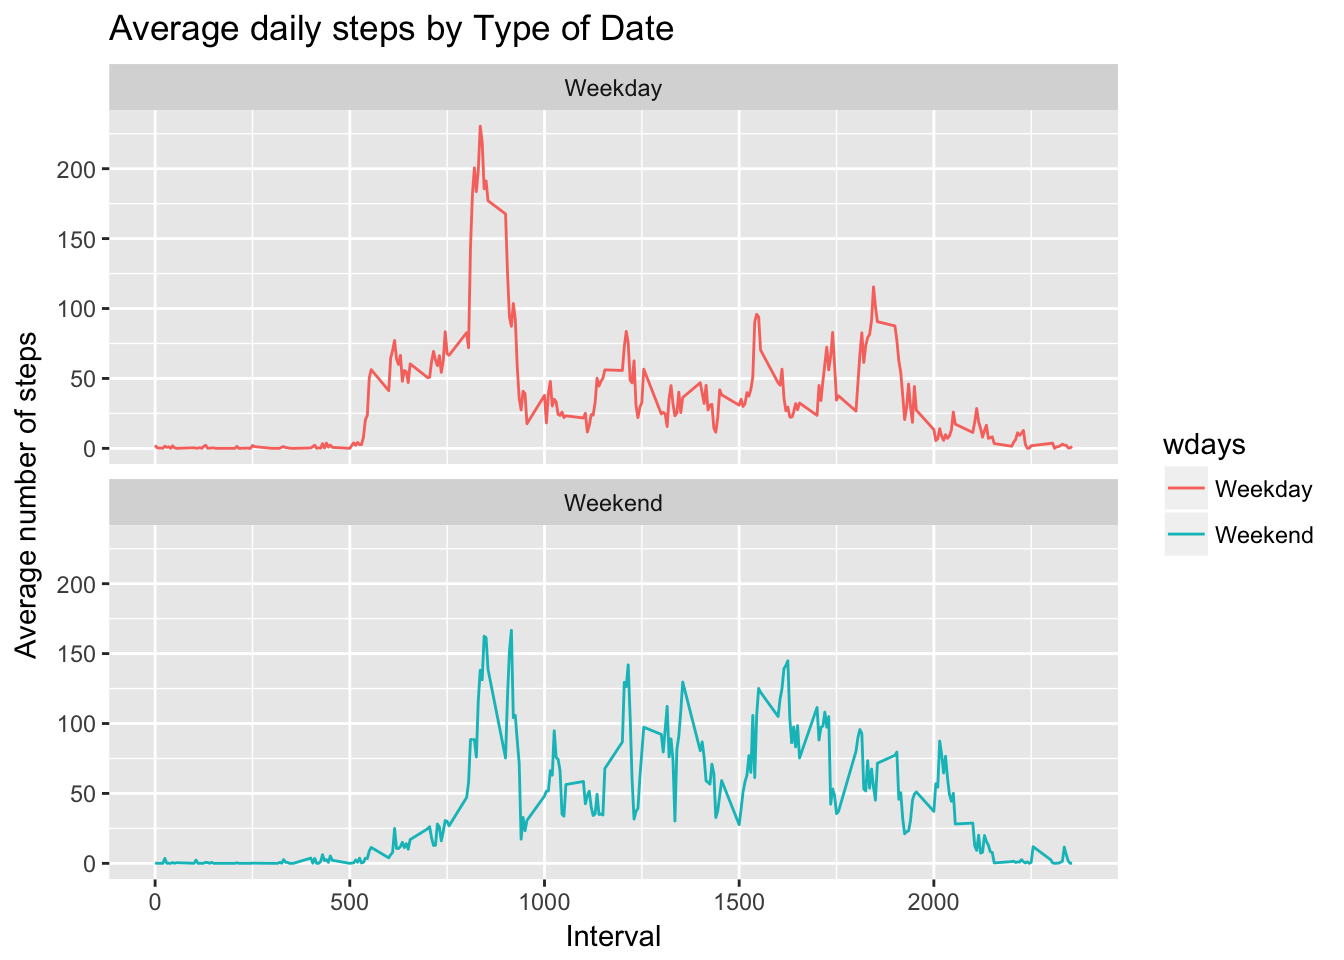 Average daily steps by Type of Date
Weekday
200
150
100
50
0
Weekend
200
150
100
50
0
0 500 1000 1500 2000
Interval
Average number of steps
wdays
Weekday
Weekend